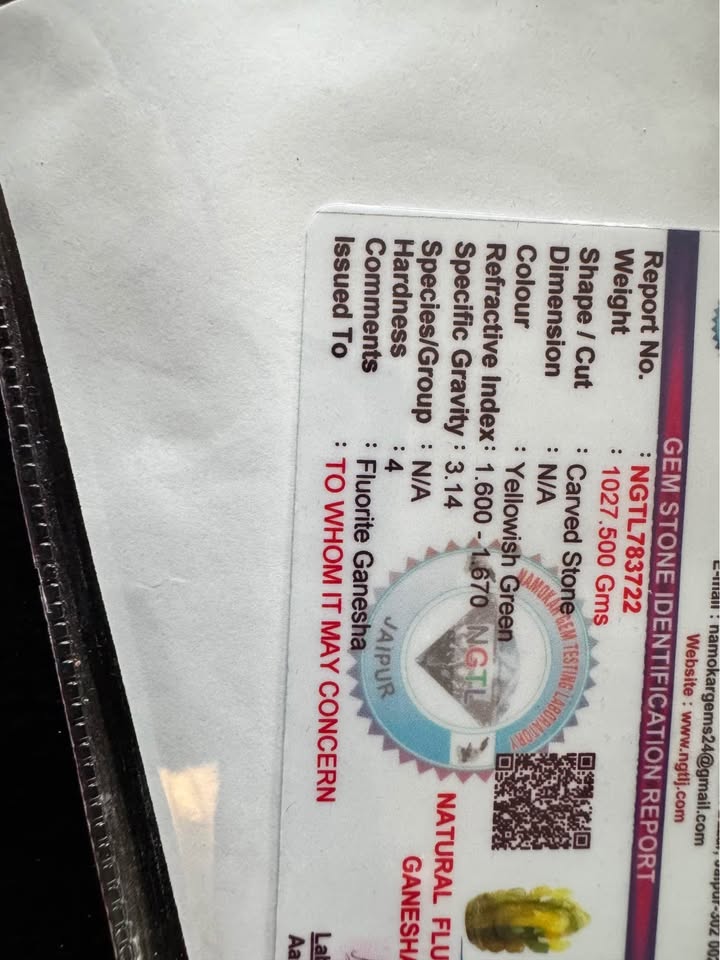 E-mail : namokargems24@gmail.com
Website : www.ngtlj.com
GEM STONE IDENTIFICATION REPORT
Report No. : NGTL783722
Weight : 1027.500 Gms
Shape / Cut : Carved Stone
Dimension : N/A
Colour : Yellowish Green
Refractive Index : 1.600 - 1.670
Specific Gravity : 3.14
Species/Group : N/A
Hardness : 4
Comments : Fluorite Ganesha
Issued To : TO WHOM IT MAY CONCERN
NAMOKAR GEM TESTING LABORATORY
NGTL
JAIPUR
NATURAL FLU
GANESHA